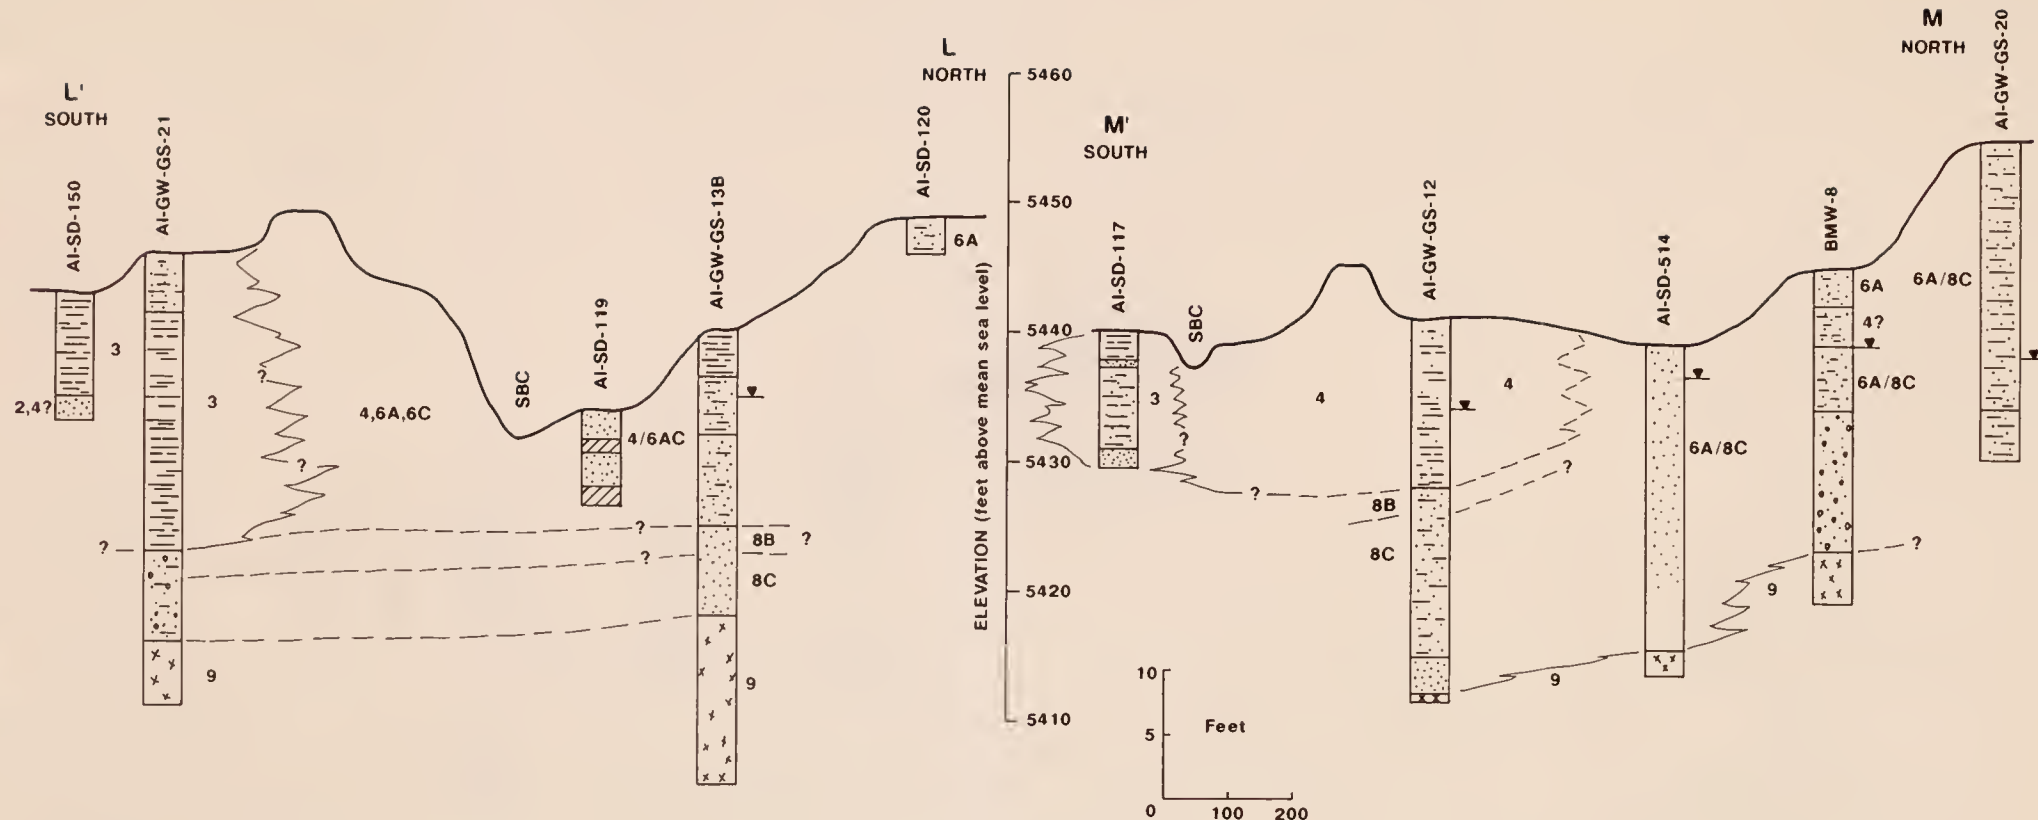 L'
SOUTH
AI-SD-150
AI-GW-GS-21
3
2,4?
3
?
?
?
4,6A,6C
SBC
AI-SD-119
4/6AC
AI-GW-GS-13B
?
8B
?
?
8C
9
9
L
NORTH
AI-SD-120
6A
ELEVATION (feet above mean sea level)
5460
5450
5440
5430
5420
5410
M'
SOUTH
AI-SD-117
3
SBC
?
?
4
AI-GW-GS-12
8B
8C
4
?
AI-SD-514
6A/8C
9
9
BMW-8
6A
4?
6A/8C
?
M
NORTH
AI-GW-GS-20
6A/8C
10
5
0
100
200
Feet